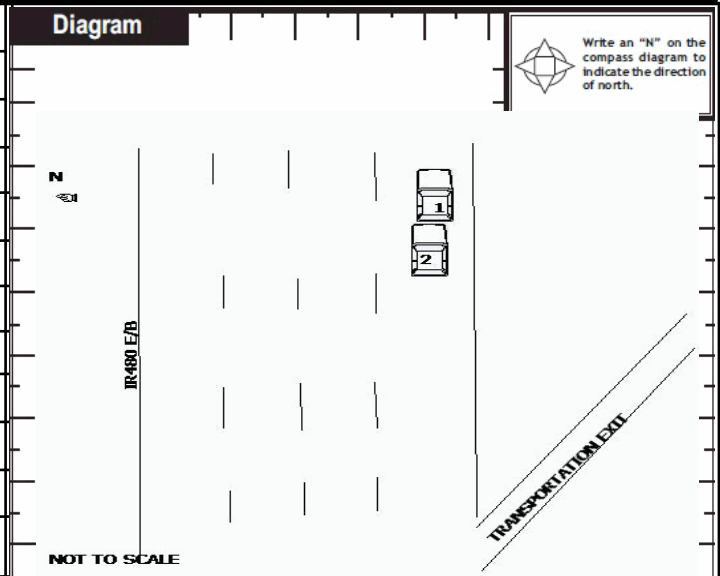 Diagram
Write an “N” on the
compass diagram to
indicate the direction
of north.
N
1
2
IR480 E/B
TRANSPORTATION EXIT
NOT TO SCALE